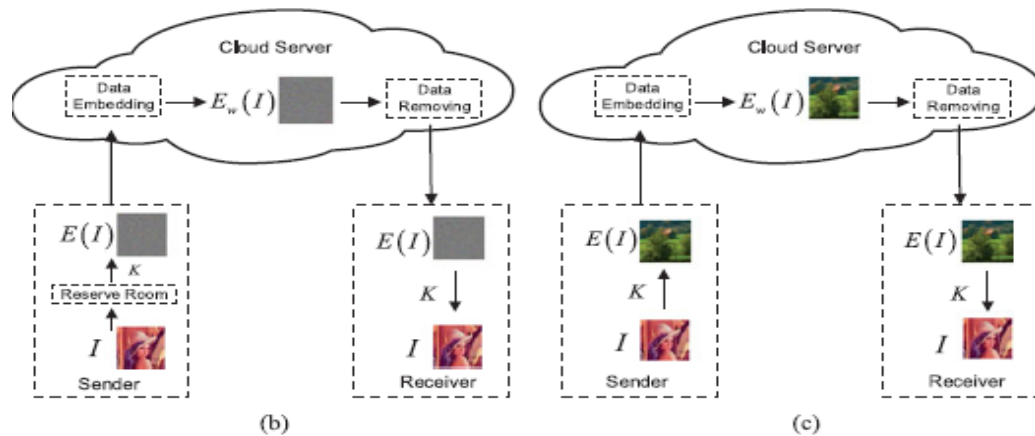 Cloud Server
Data
Embedding
E_w(I)
Data
Removing
E(I)
K
Reserve Room
I
Sender
E(I)
K
I
Receiver
(b)
Cloud Server
Data
Embedding
E_w(I)
Data
Removing
E(I)
K
I
Sender
E(I)
K
I
Receiver
(c)